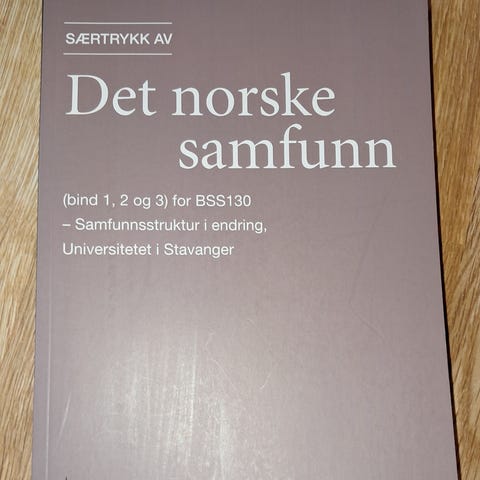 SÆRTRYKK AV
Det norske
samfunn
(bind 1, 2 og 3) for BSS130
– Samfunnsstruktur i endring,
Universitetet i Stavanger